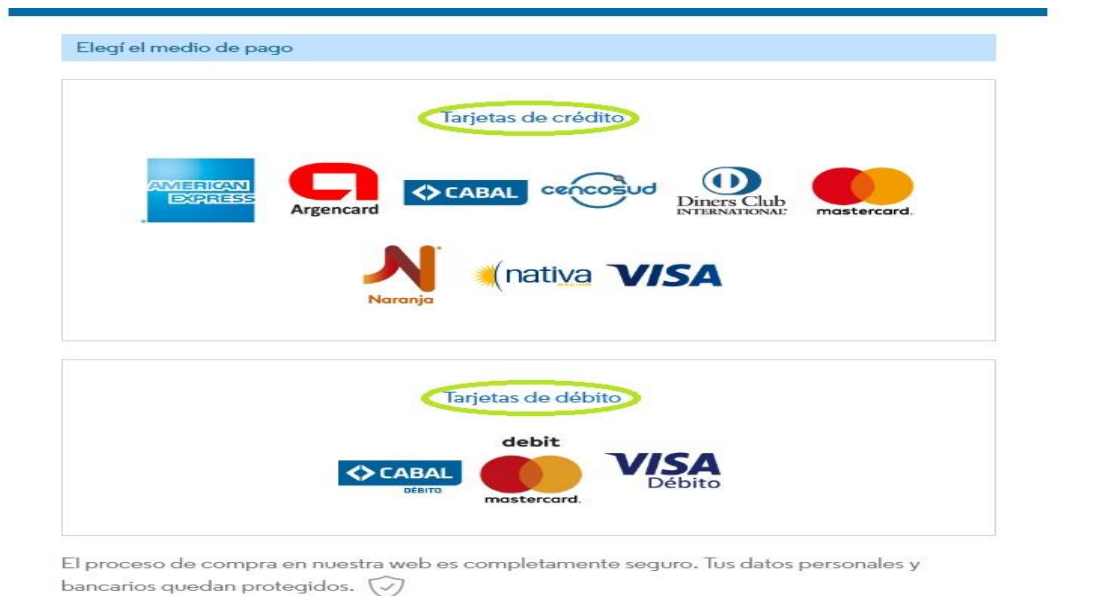 Elegí el medio de pago
Tarjetas de crédito
AMERICAN EXPRESS
Argencard
CABAL
cencosud
Diners Club INTERNATIONAL
mastercard.
Naranja
nativa NACIÓN
VISA
Tarjetas de débito
CABAL DÉBITO
debit mastercard.
VISA Débito
El proceso de compra en nuestra web es completamente seguro. Tus datos personales y
bancarios quedan protegidos.